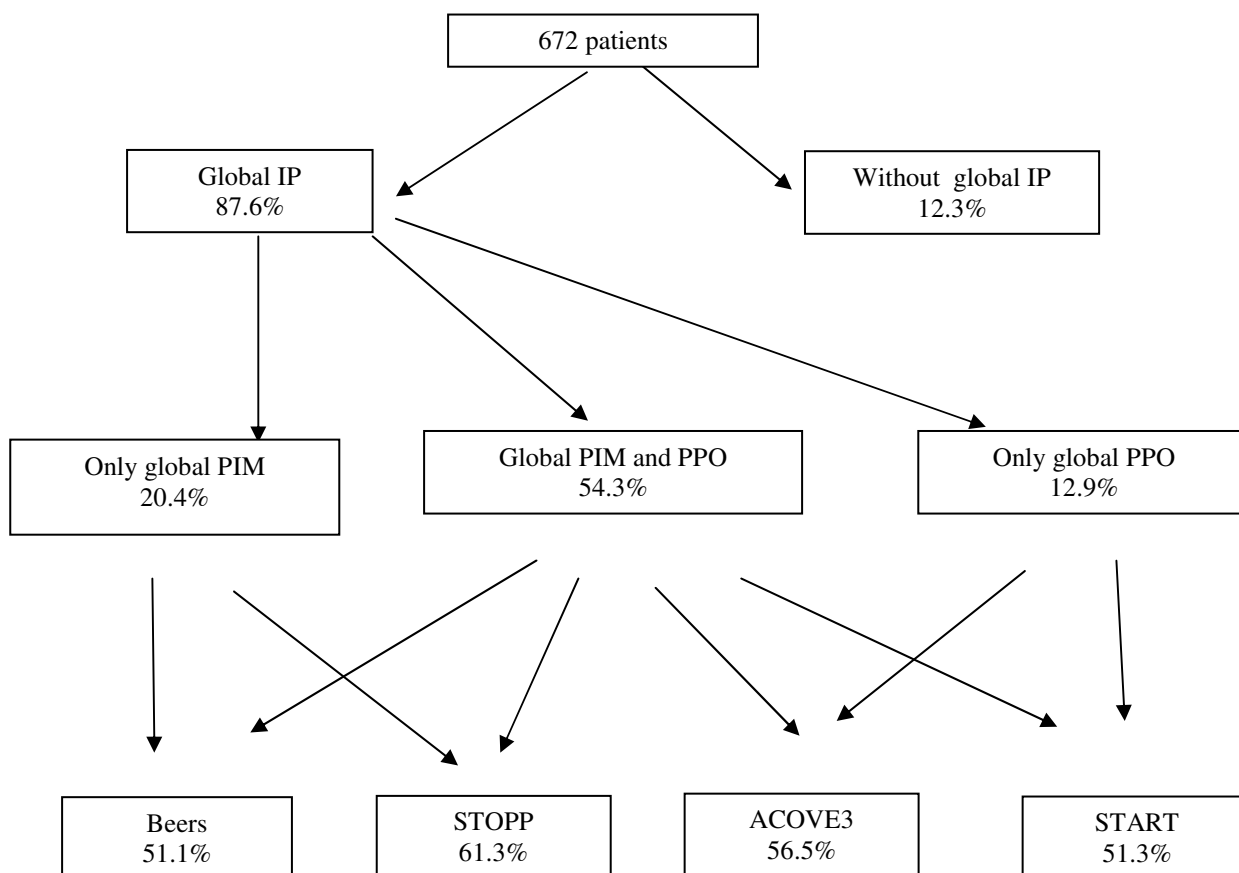 672 patients
Global IP
87.6%
Without global IP
12.3%
Only global PIM
20.4%
Global PIM and PPO
54.3%
Only global PPO
12.9%
Beers
51.1%
STOPP
61.3%
ACOVE3
56.5%
START
51.3%